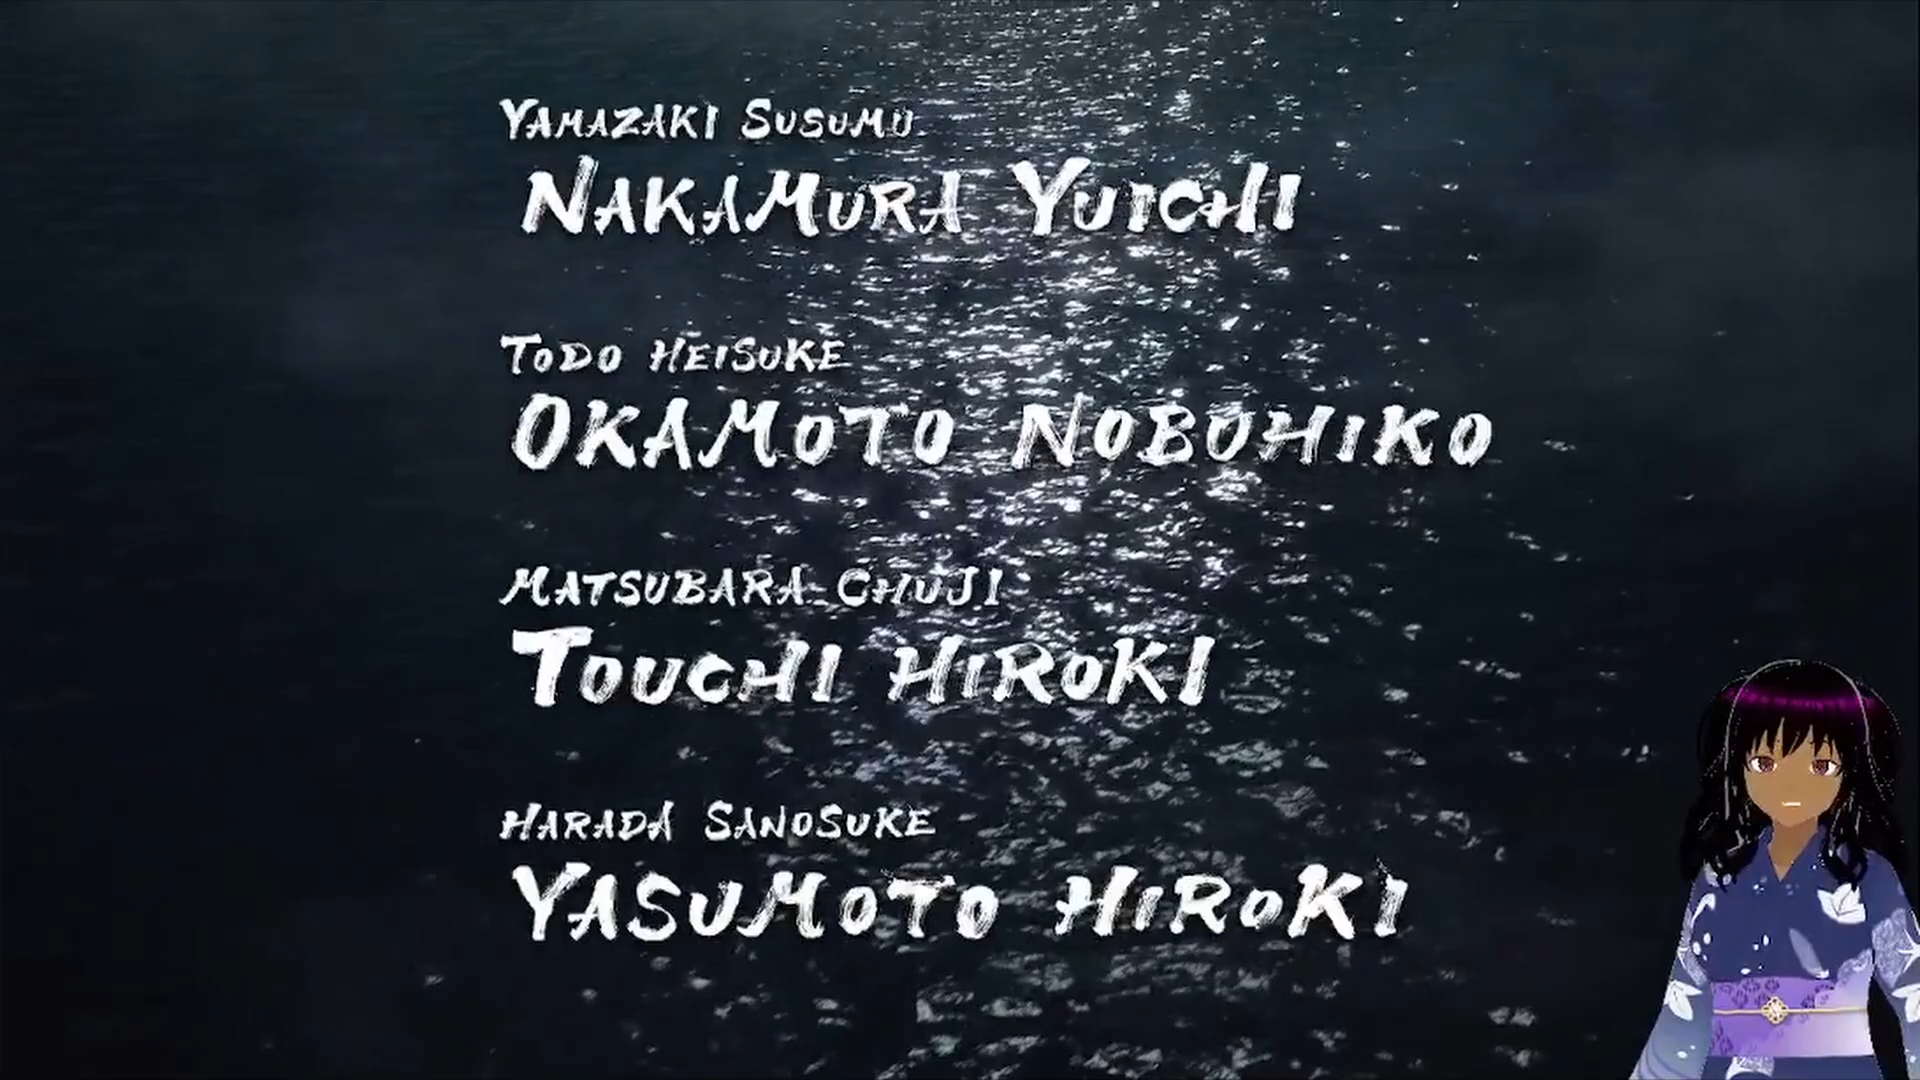 Yamazaki Susumu
Nakamura Yuichi
Todo Heisuke
Okamoto Nobuhiko
Matsubara Chuji
Touchi Hiroki
Harada Sanosuke
Yasumoto Hiroki